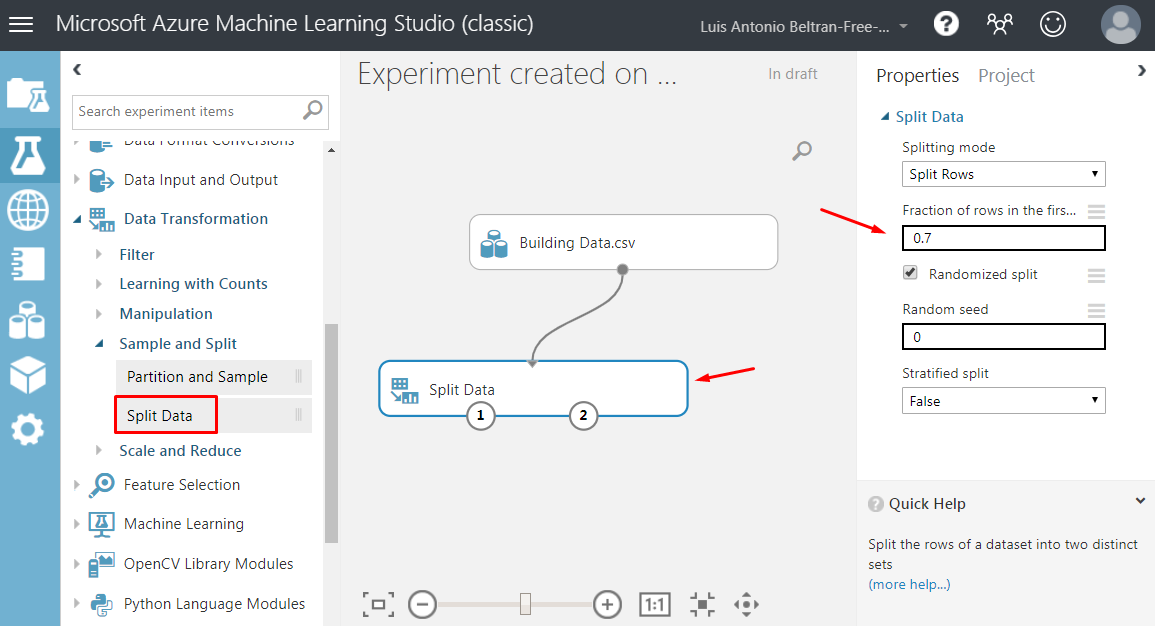 Microsoft Azure Machine Learning Studio (classic)
Luis Antonio Beltran-Free-...
?
Search experiment items
Data Format Conversions
Data Input and Output
Data Transformation
Filter
Learning with Counts
Manipulation
Sample and Split
Partition and Sample
Split Data
Scale and Reduce
Feature Selection
Machine Learning
OpenCV Library Modules
Python Language Modules
Experiment created on ...
In draft
Building Data.csv
Split Data
1
2
1:1
Properties
Project
Split Data
Splitting mode
Split Rows
Fraction of rows in the firs...
0.7
Randomized split
Random seed
0
Stratified split
False
? Quick Help
Split the rows of a dataset into two distinct
sets
(more help...)